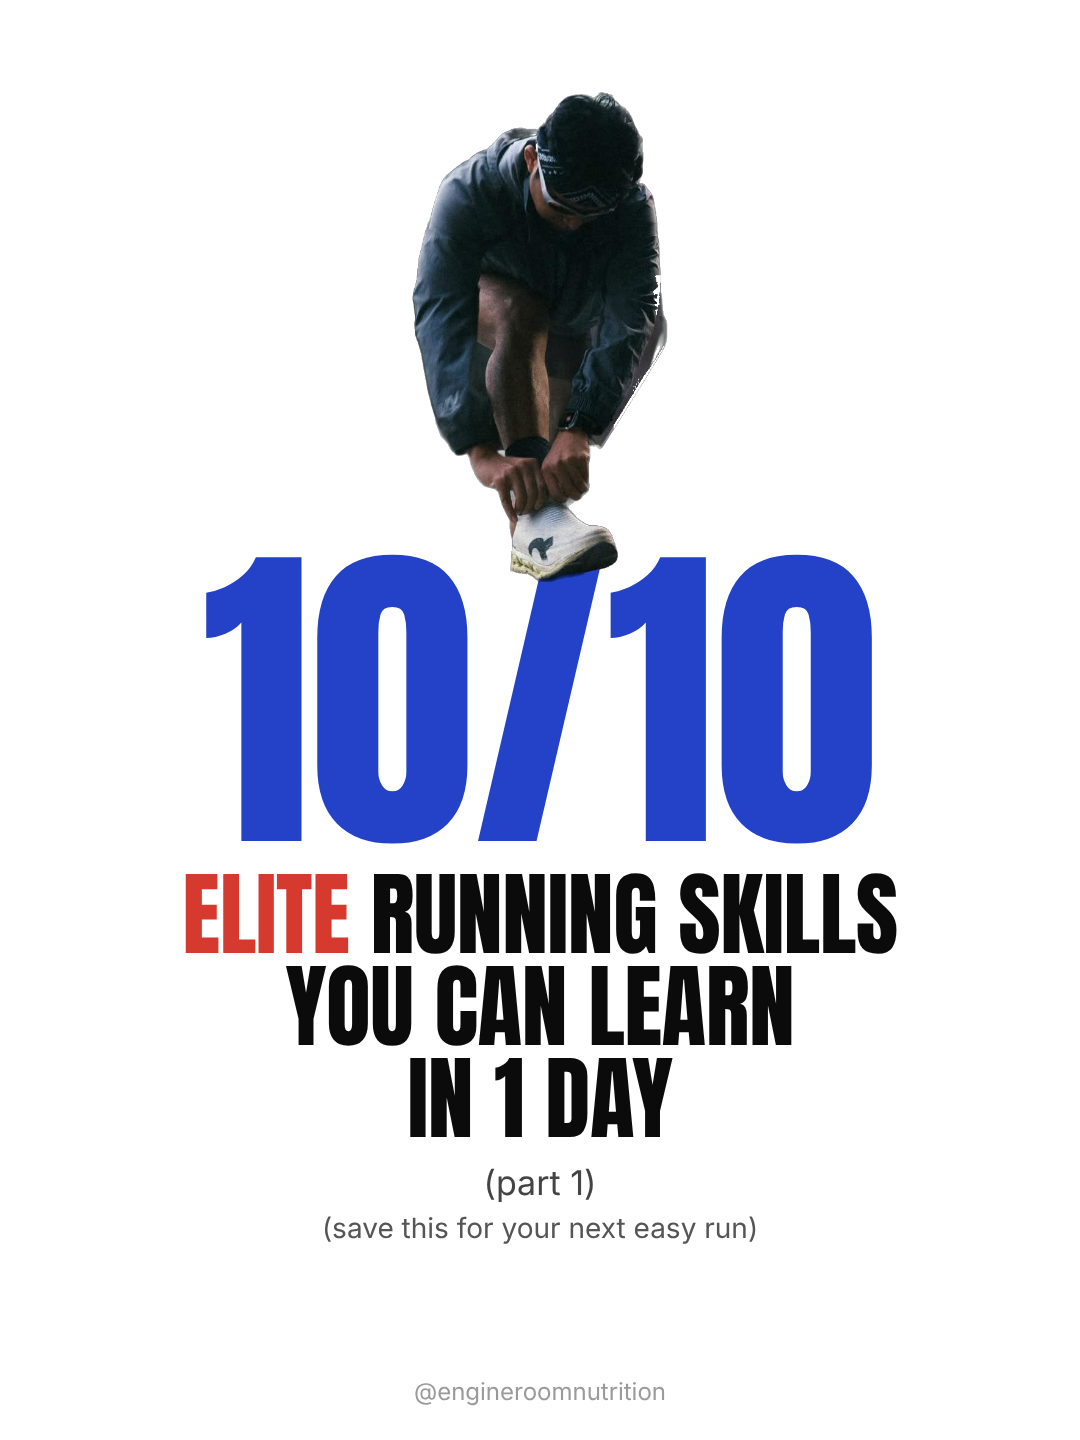 10/10
ELITE RUNNING SKILLS
YOU CAN LEARN
IN 1 DAY
(part 1)
(save this for your next easy run)
@engineroomnutrition